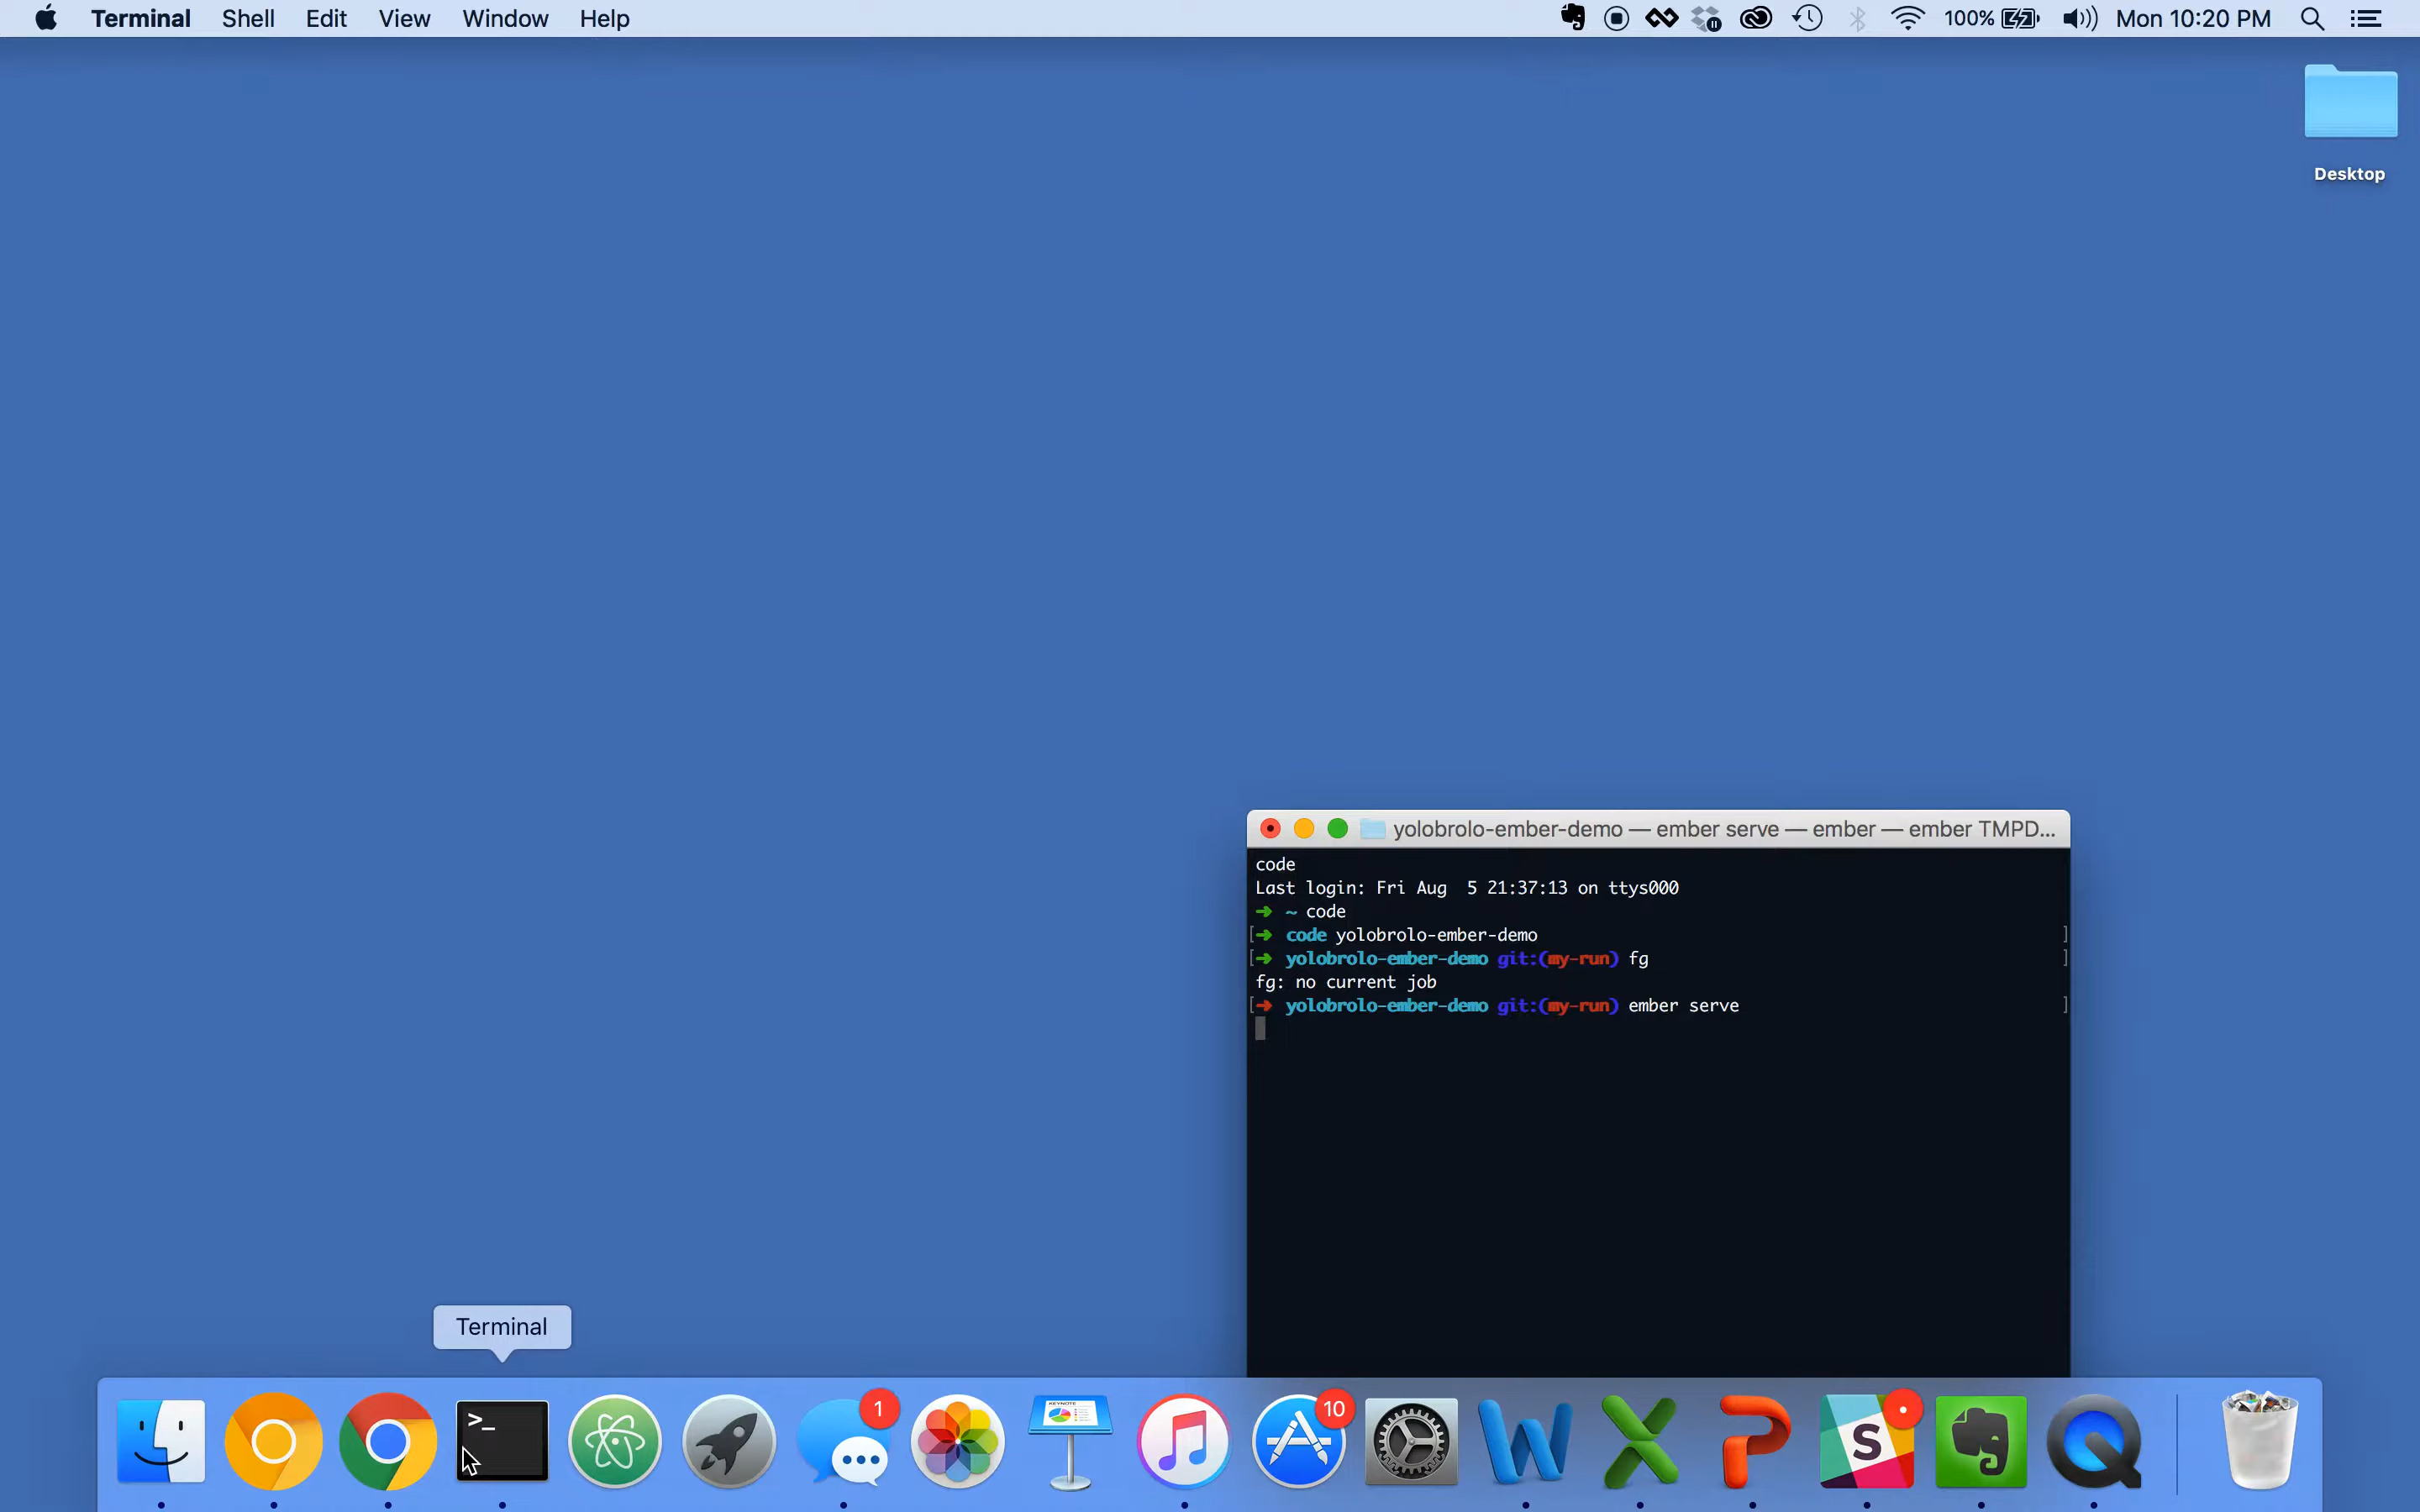 Terminal Shell Edit View Window Help 100% Mon 10:20 PM
Desktop
yolobrolo-ember-demo — ember serve — ember — ember TMPD...
code
Last login: Fri Aug  5 21:37:13 on ttys000
➜ ~ code
[➜ code yolobrolo-ember-demo ]
[➜ yolobrolo-ember-demo git:(my-run) fg ]
fg: no current job
[➜ yolobrolo-ember-demo git:(my-run) ember serve ]
Terminal
>_
1
KEYNOTE
10
S